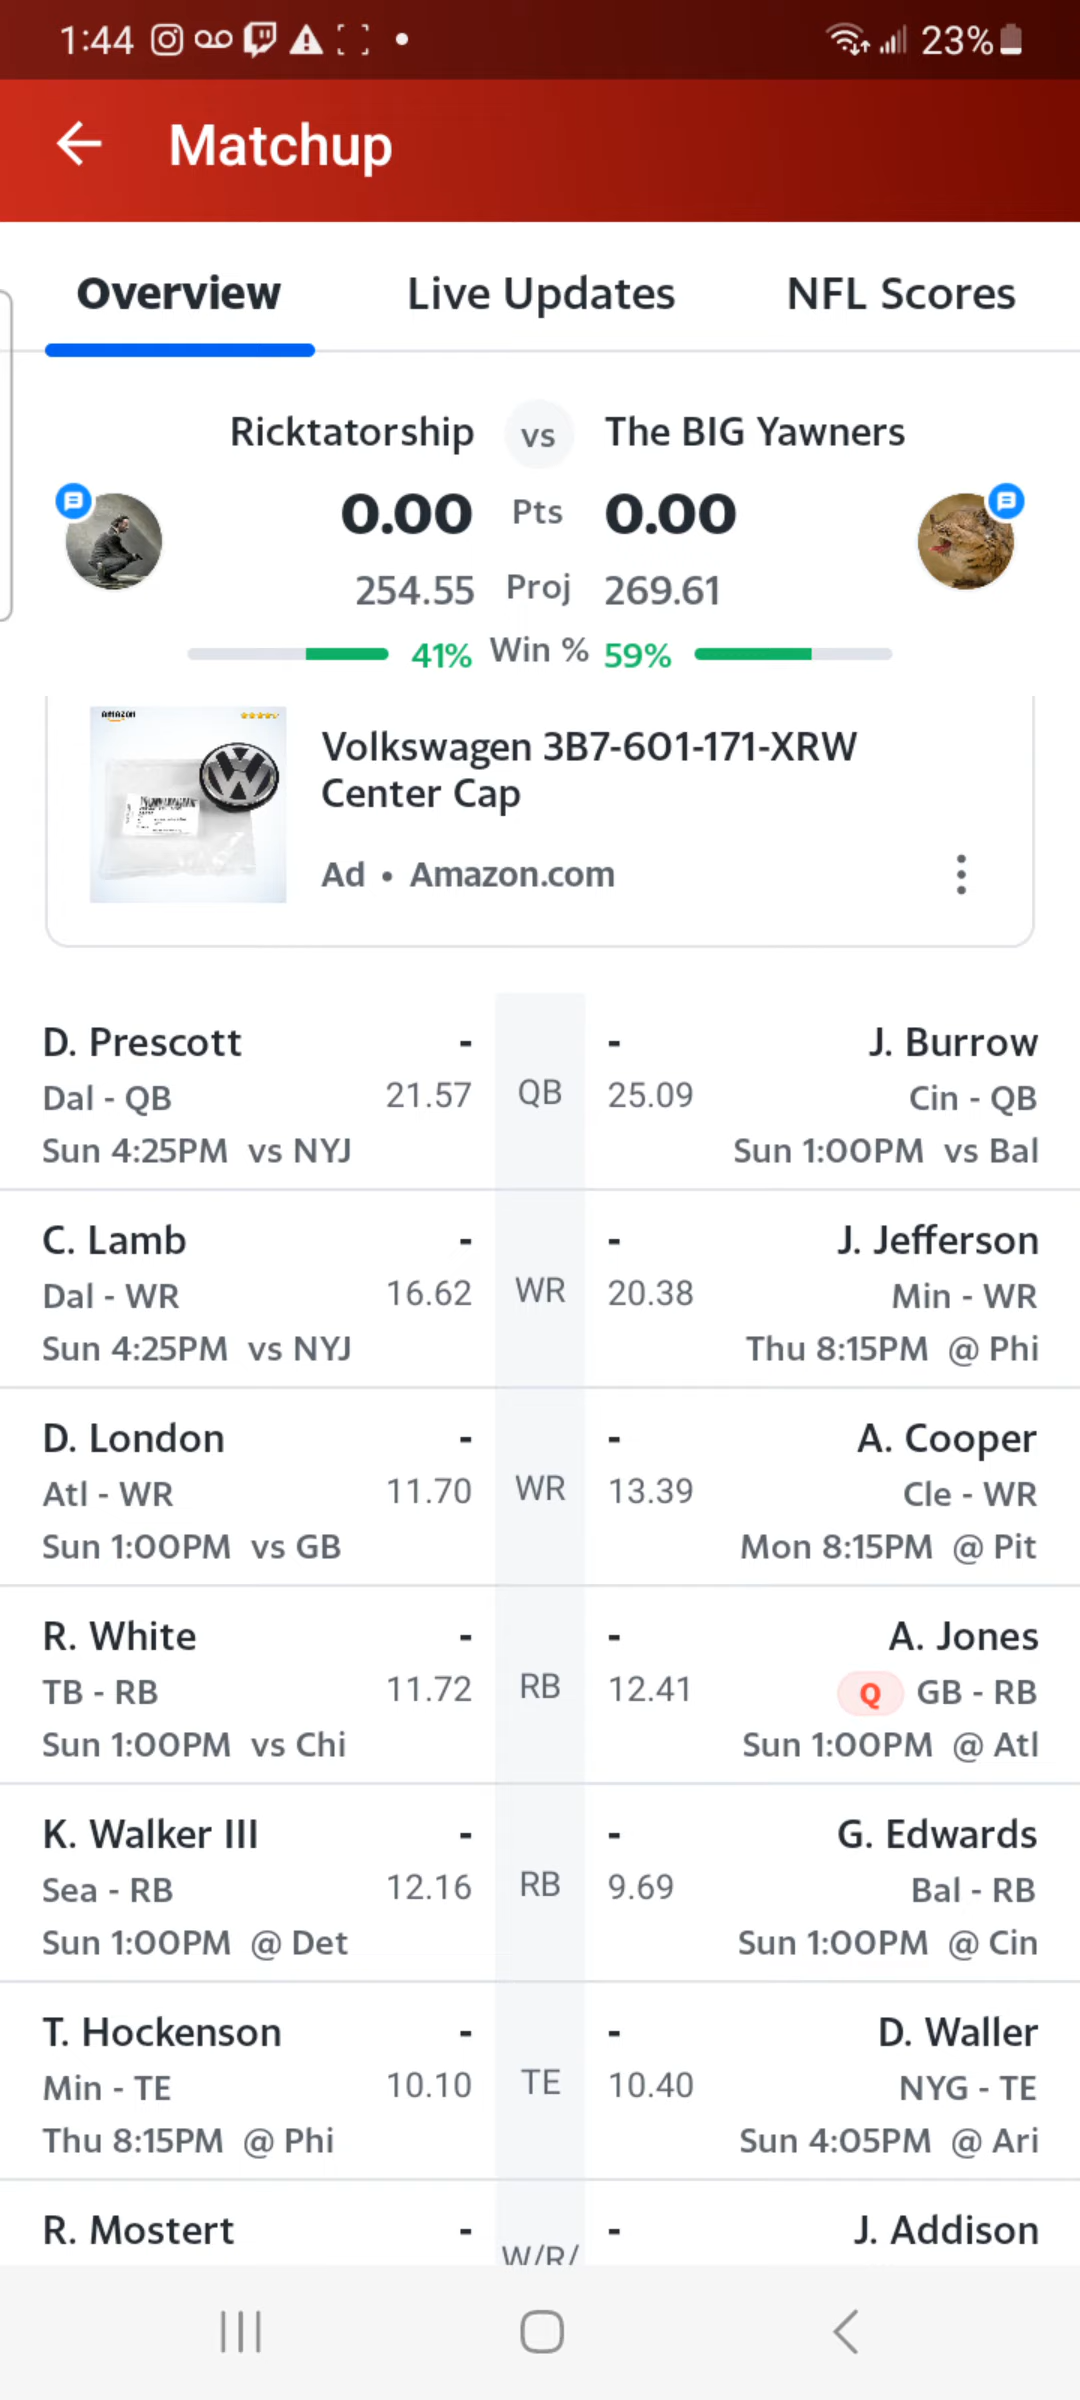 1:44 23%
Matchup
Overview Live Updates NFL Scores
Ricktatorship vs The BIG Yawners
0.00 Pts 0.00
254.55 Proj 269.61
41% Win % 59%
AMAZON
Volkswagen 3B7-601-171-XRW
Center Cap
Ad • Amazon.com
D. Prescott - - J. Burrow
Dal - QB 21.57 QB 25.09 Cin - QB
Sun 4:25PM vs NYJ Sun 1:00PM vs Bal
C. Lamb - - J. Jefferson
Dal - WR 16.62 WR 20.38 Min - WR
Sun 4:25PM vs NYJ Thu 8:15PM @ Phi
D. London - - A. Cooper
Atl - WR 11.70 WR 13.39 Cle - WR
Sun 1:00PM vs GB Mon 8:15PM @ Pit
R. White - - A. Jones
TB - RB 11.72 RB 12.41 Q GB - RB
Sun 1:00PM vs Chi Sun 1:00PM @ Atl
K. Walker III - - G. Edwards
Sea - RB 12.16 RB 9.69 Bal - RB
Sun 1:00PM @ Det Sun 1:00PM @ Cin
T. Hockenson - - D. Waller
Min - TE 10.10 TE 10.40 NYG - TE
Thu 8:15PM @ Phi Sun 4:05PM @ Ari
R. Mostert - - J. Addison
W/R/